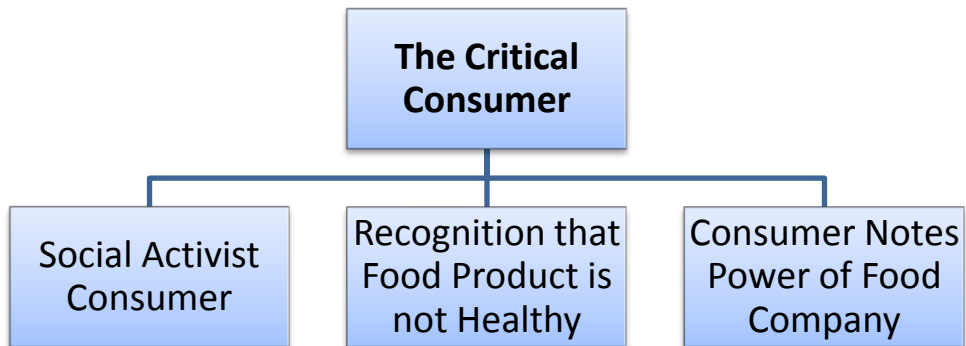 The Critical
Consumer
Social Activist
Consumer
Recognition that
Food Product is
not Healthy
Consumer Notes
Power of Food
Company